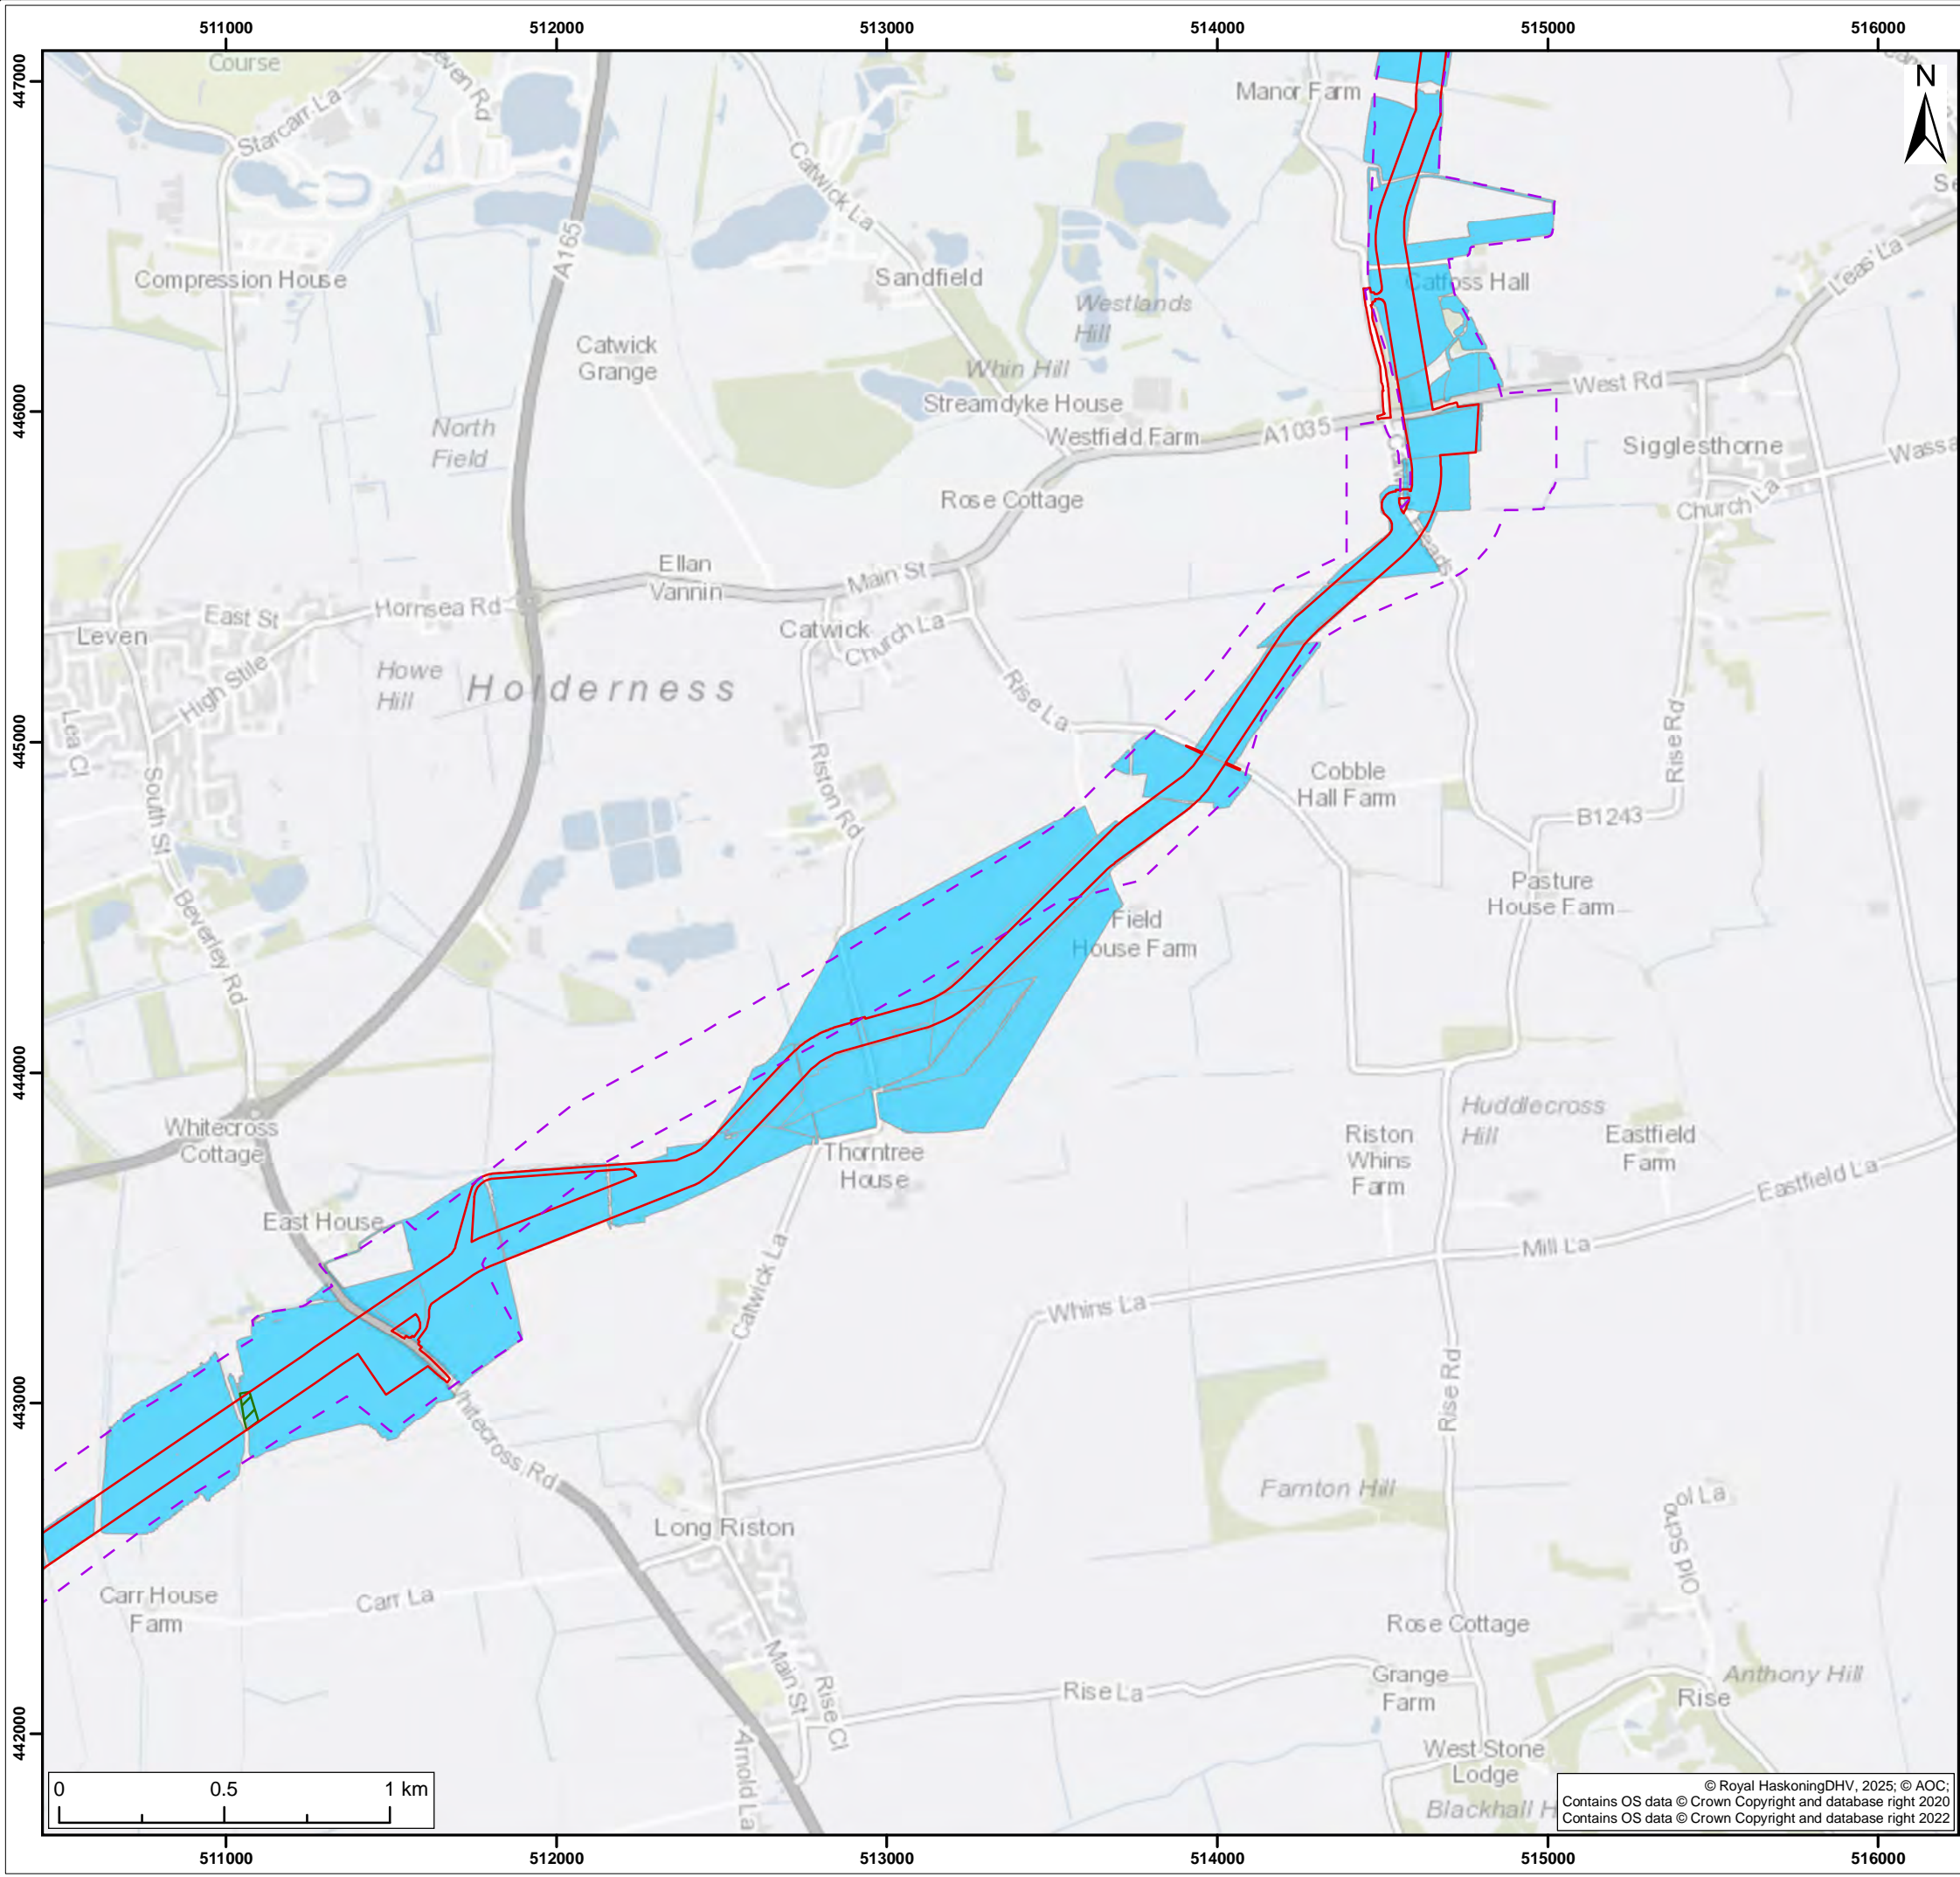 511000
512000
513000
514000
515000
516000
447000
446000
445000
444000
443000
442000
N
Course
Starcarr La
Manor Farm
Catwick La
A165
Compression House
Sandfield
Westlands
Hill
Catfoss Hall
Leas La
Catwick
Grange
Whin Hill
Streamdyke House
Westfield Farm
A1035
West Rd
North
Field
Sigglesthorne
Wassa
Rose Cottage
Church La
Ellan
Vannin
Main St
East St
Hornsea Rd
Leven
Catwick
Church La
High Stile
Howe
Hill
Holderness
Rise La
Lea Cl
Riston Rd
Rise Rd
South St
Cobble
Hall Farm
B1243
Beverley Rd
Pasture
House Farm
Field
House Farm
Whitecross
Cottage
Huddlecross
Hill
Riston
Whins
Farm
Eastfield
Farm
Thorntree
House
Eastfield La
East House
Mill La
Catwick La
Whins La
Rise Rd
Whitecross Rd
Farnton Hill
Old School La
Long Riston
Carr House
Farm
Carr La
Rose Cottage
Main St
Rise Cl
Grange
Farm
Anthony Hill
Rise La
Rise
Arnold La
West Stone
Lodge
Blackhall H
0 0.5 1 km
© Royal HaskoningDHV, 2025; © AOC;
Contains OS data © Crown Copyright and database right 2020
Contains OS data © Crown Copyright and database right 2022
511000
512000
513000
514000
515000
516000